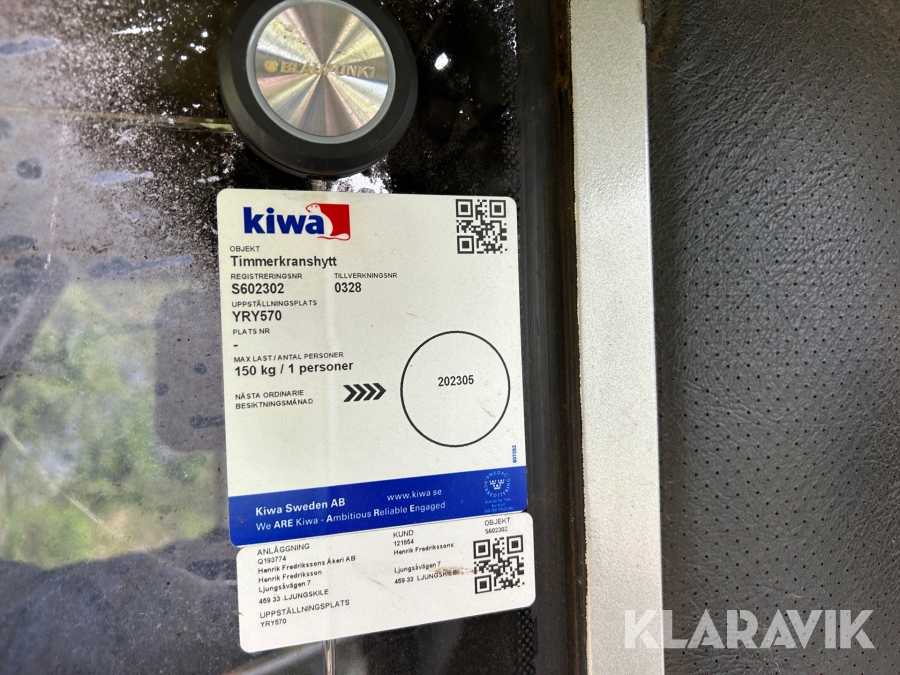 BLAUPUNKT
kiwa
OBJEKT
Timmerkranshytt
REGISTRERINGSNR TILLVERKNINGSNR
S602302 0328
UPPSTÄLLNINGSPLATS
YRY570
PLATS NR
-
MAX LAST / ANTAL PERSONER
150 kg / 1 personer
NÄSTA ORDINARIE
BESIKTNINGSMÅNAD
202305
Kiwa Sweden AB www.kiwa.se
We ARE Kiwa - Ambitious Reliable Engaged
ANLÄGGNING
Q193774
Henrik Fredrikssons Åkeri AB
Henrik Fredriksson
Ljungsåvägen 7
459 33 LJUNGSKILE
UPPSTÄLLNINGSPLATS
YRY570
KUND
121854
Henrik Fredrikssons
Ljungsåvägen 7
459 33 LJUNGSKILE
OBJEKT
S602302
KLARAVIK